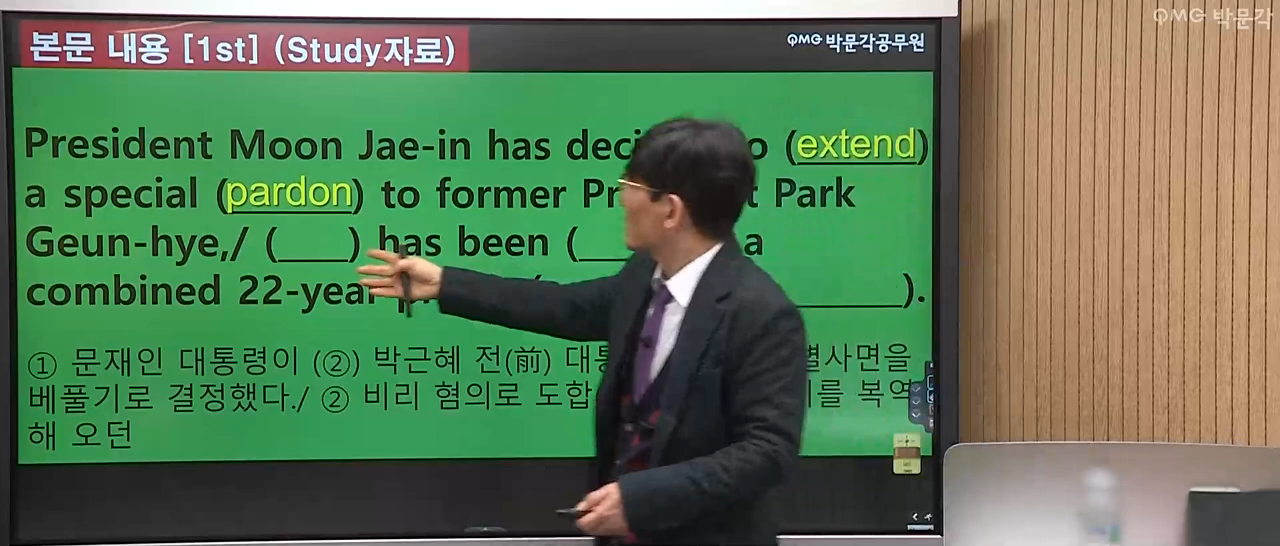 QMG 박문각
본문 내용 [1st] (Study자료)
QMG 박문각공무원
President Moon Jae-in has (extend)
a special (pardon) to former Park
Geun-hye,/ (___) has been (___ a
combined 22-year (___).
① 문재인 대통령이 (②) 박근혜 전(前) 별사면을
베풀기로 결정했다./ ② 비리 혐의로 도합 를 복역
해 오던